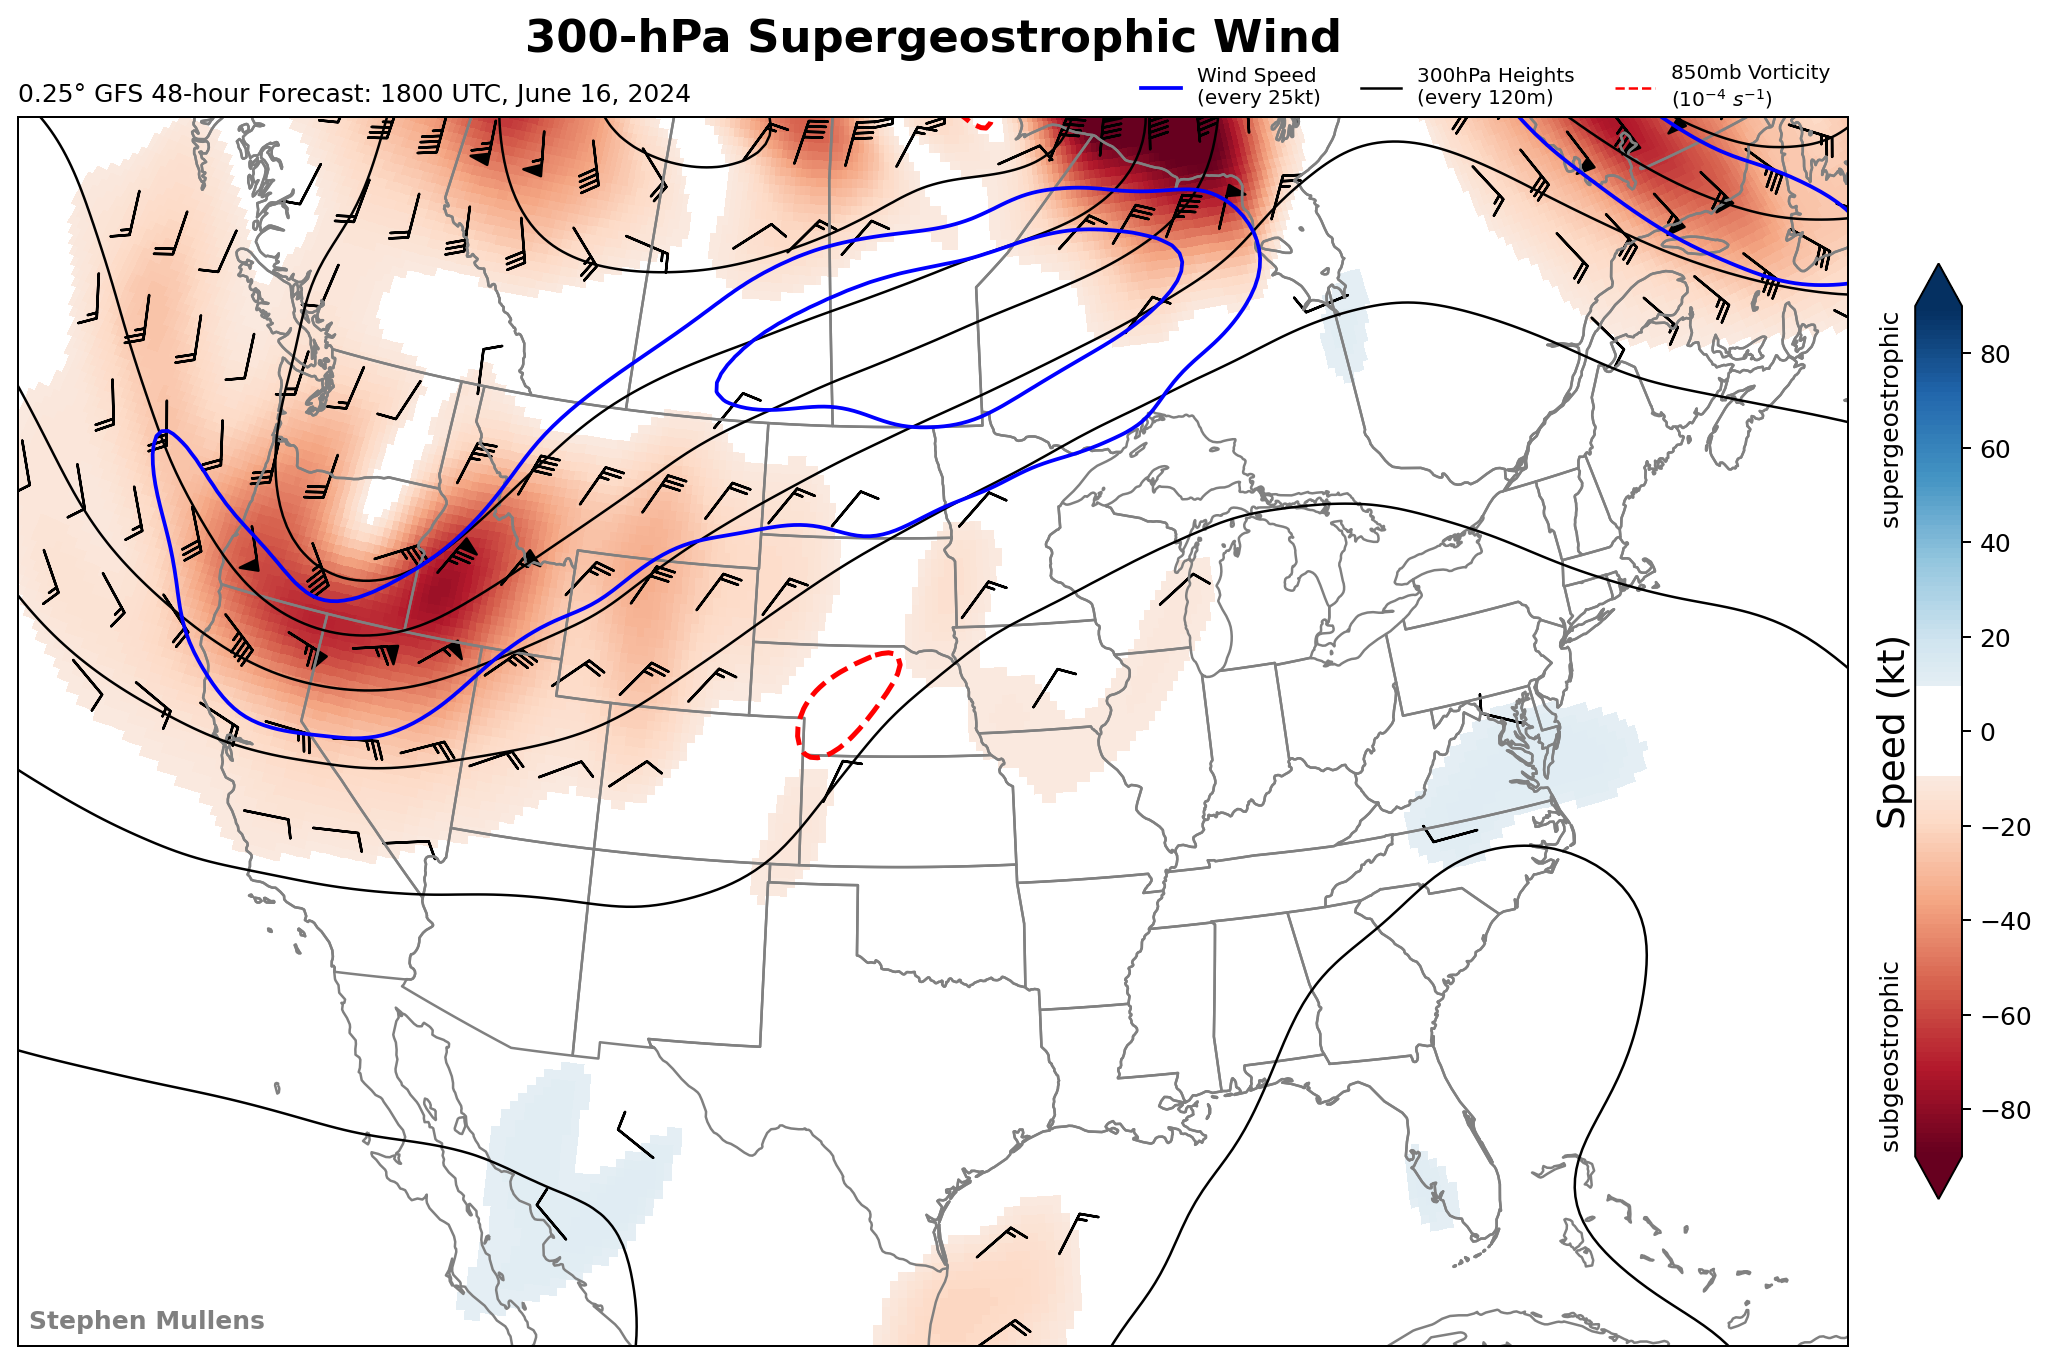 300-hPa Supergeostrophic Wind
0.25° GFS 48-hour Forecast: 1800 UTC, June 16, 2024
Wind Speed
(every 25kt)
300hPa Heights
(every 120m)
850mb Vorticity
(10⁻⁴ s⁻¹)
supergeostrophic
Speed (kt)
subgeostrophic
80
60
40
20
0
−20
−40
−60
−80
Stephen Mullens